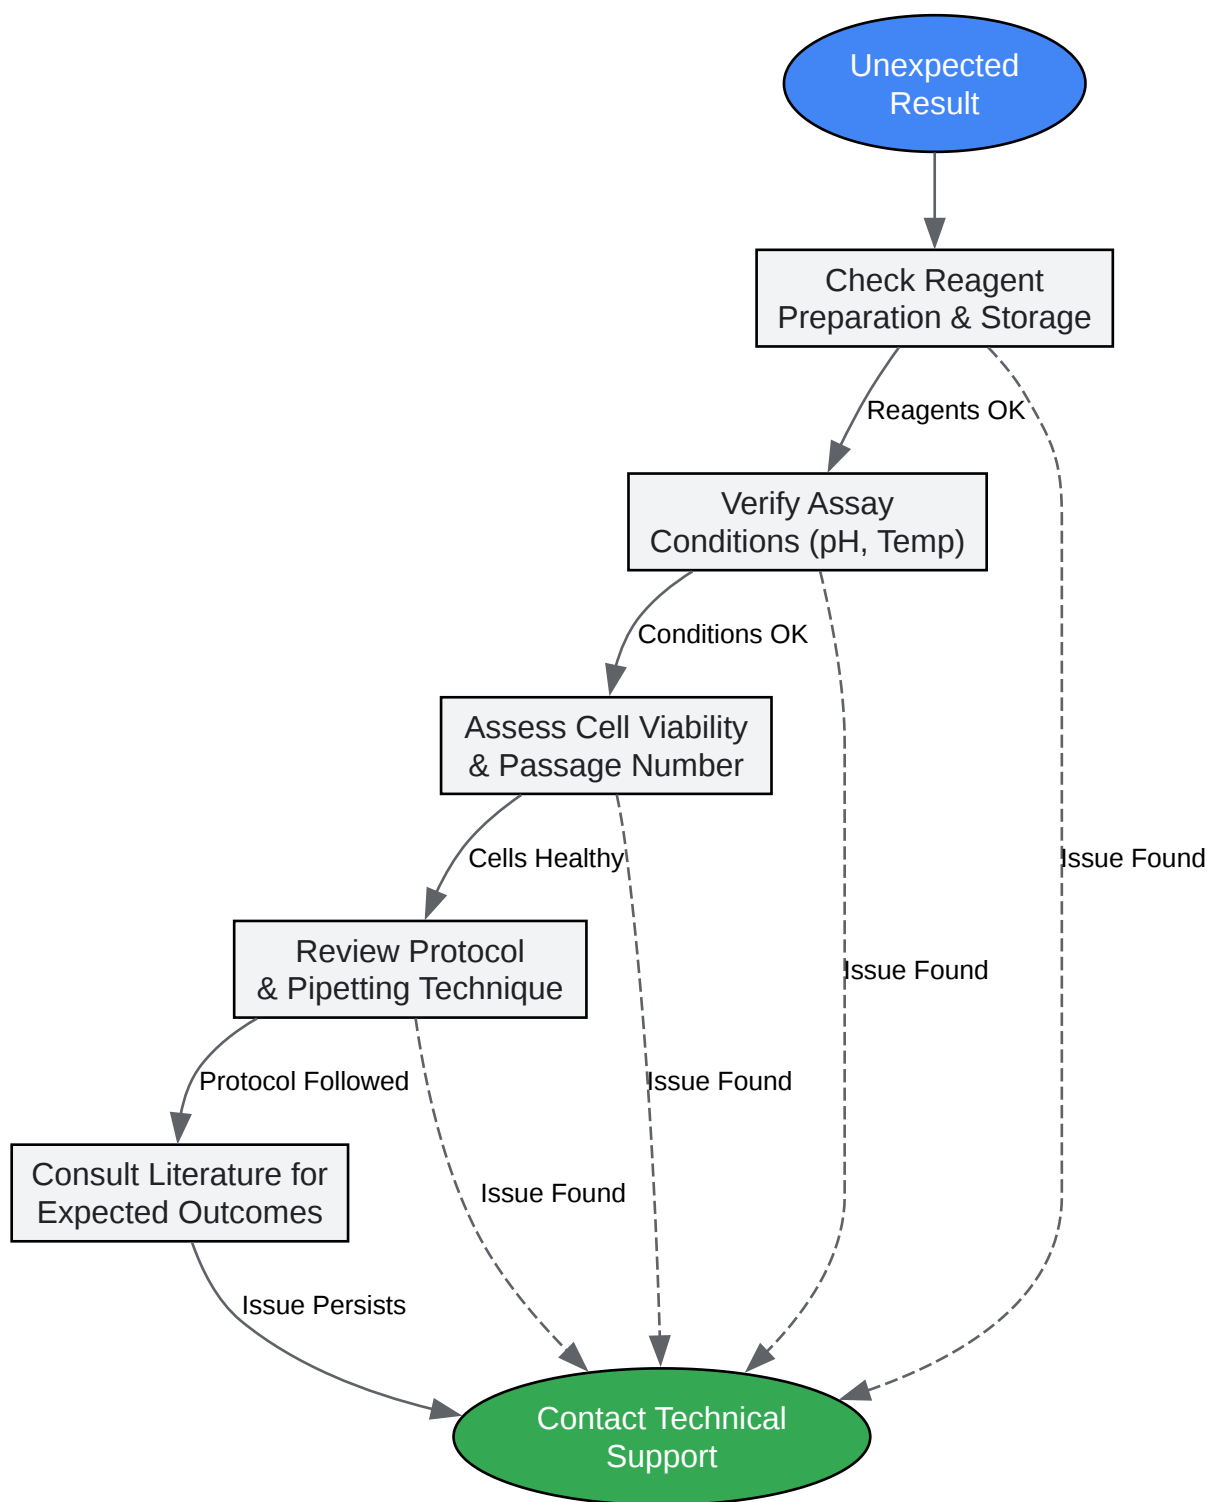 Unexpected
Result
Check Reagent
Preparation & Storage
Reagents OK
Verify Assay
Conditions (pH, Temp)
Conditions OK
Assess Cell Viability
& Passage Number
Cells Healthy
Issue Found
Review Protocol
& Pipetting Technique
Issue Found
Protocol Followed
Issue Found
Consult Literature for
Expected Outcomes
Issue Found
Issue Persists
Contact Technical
Support